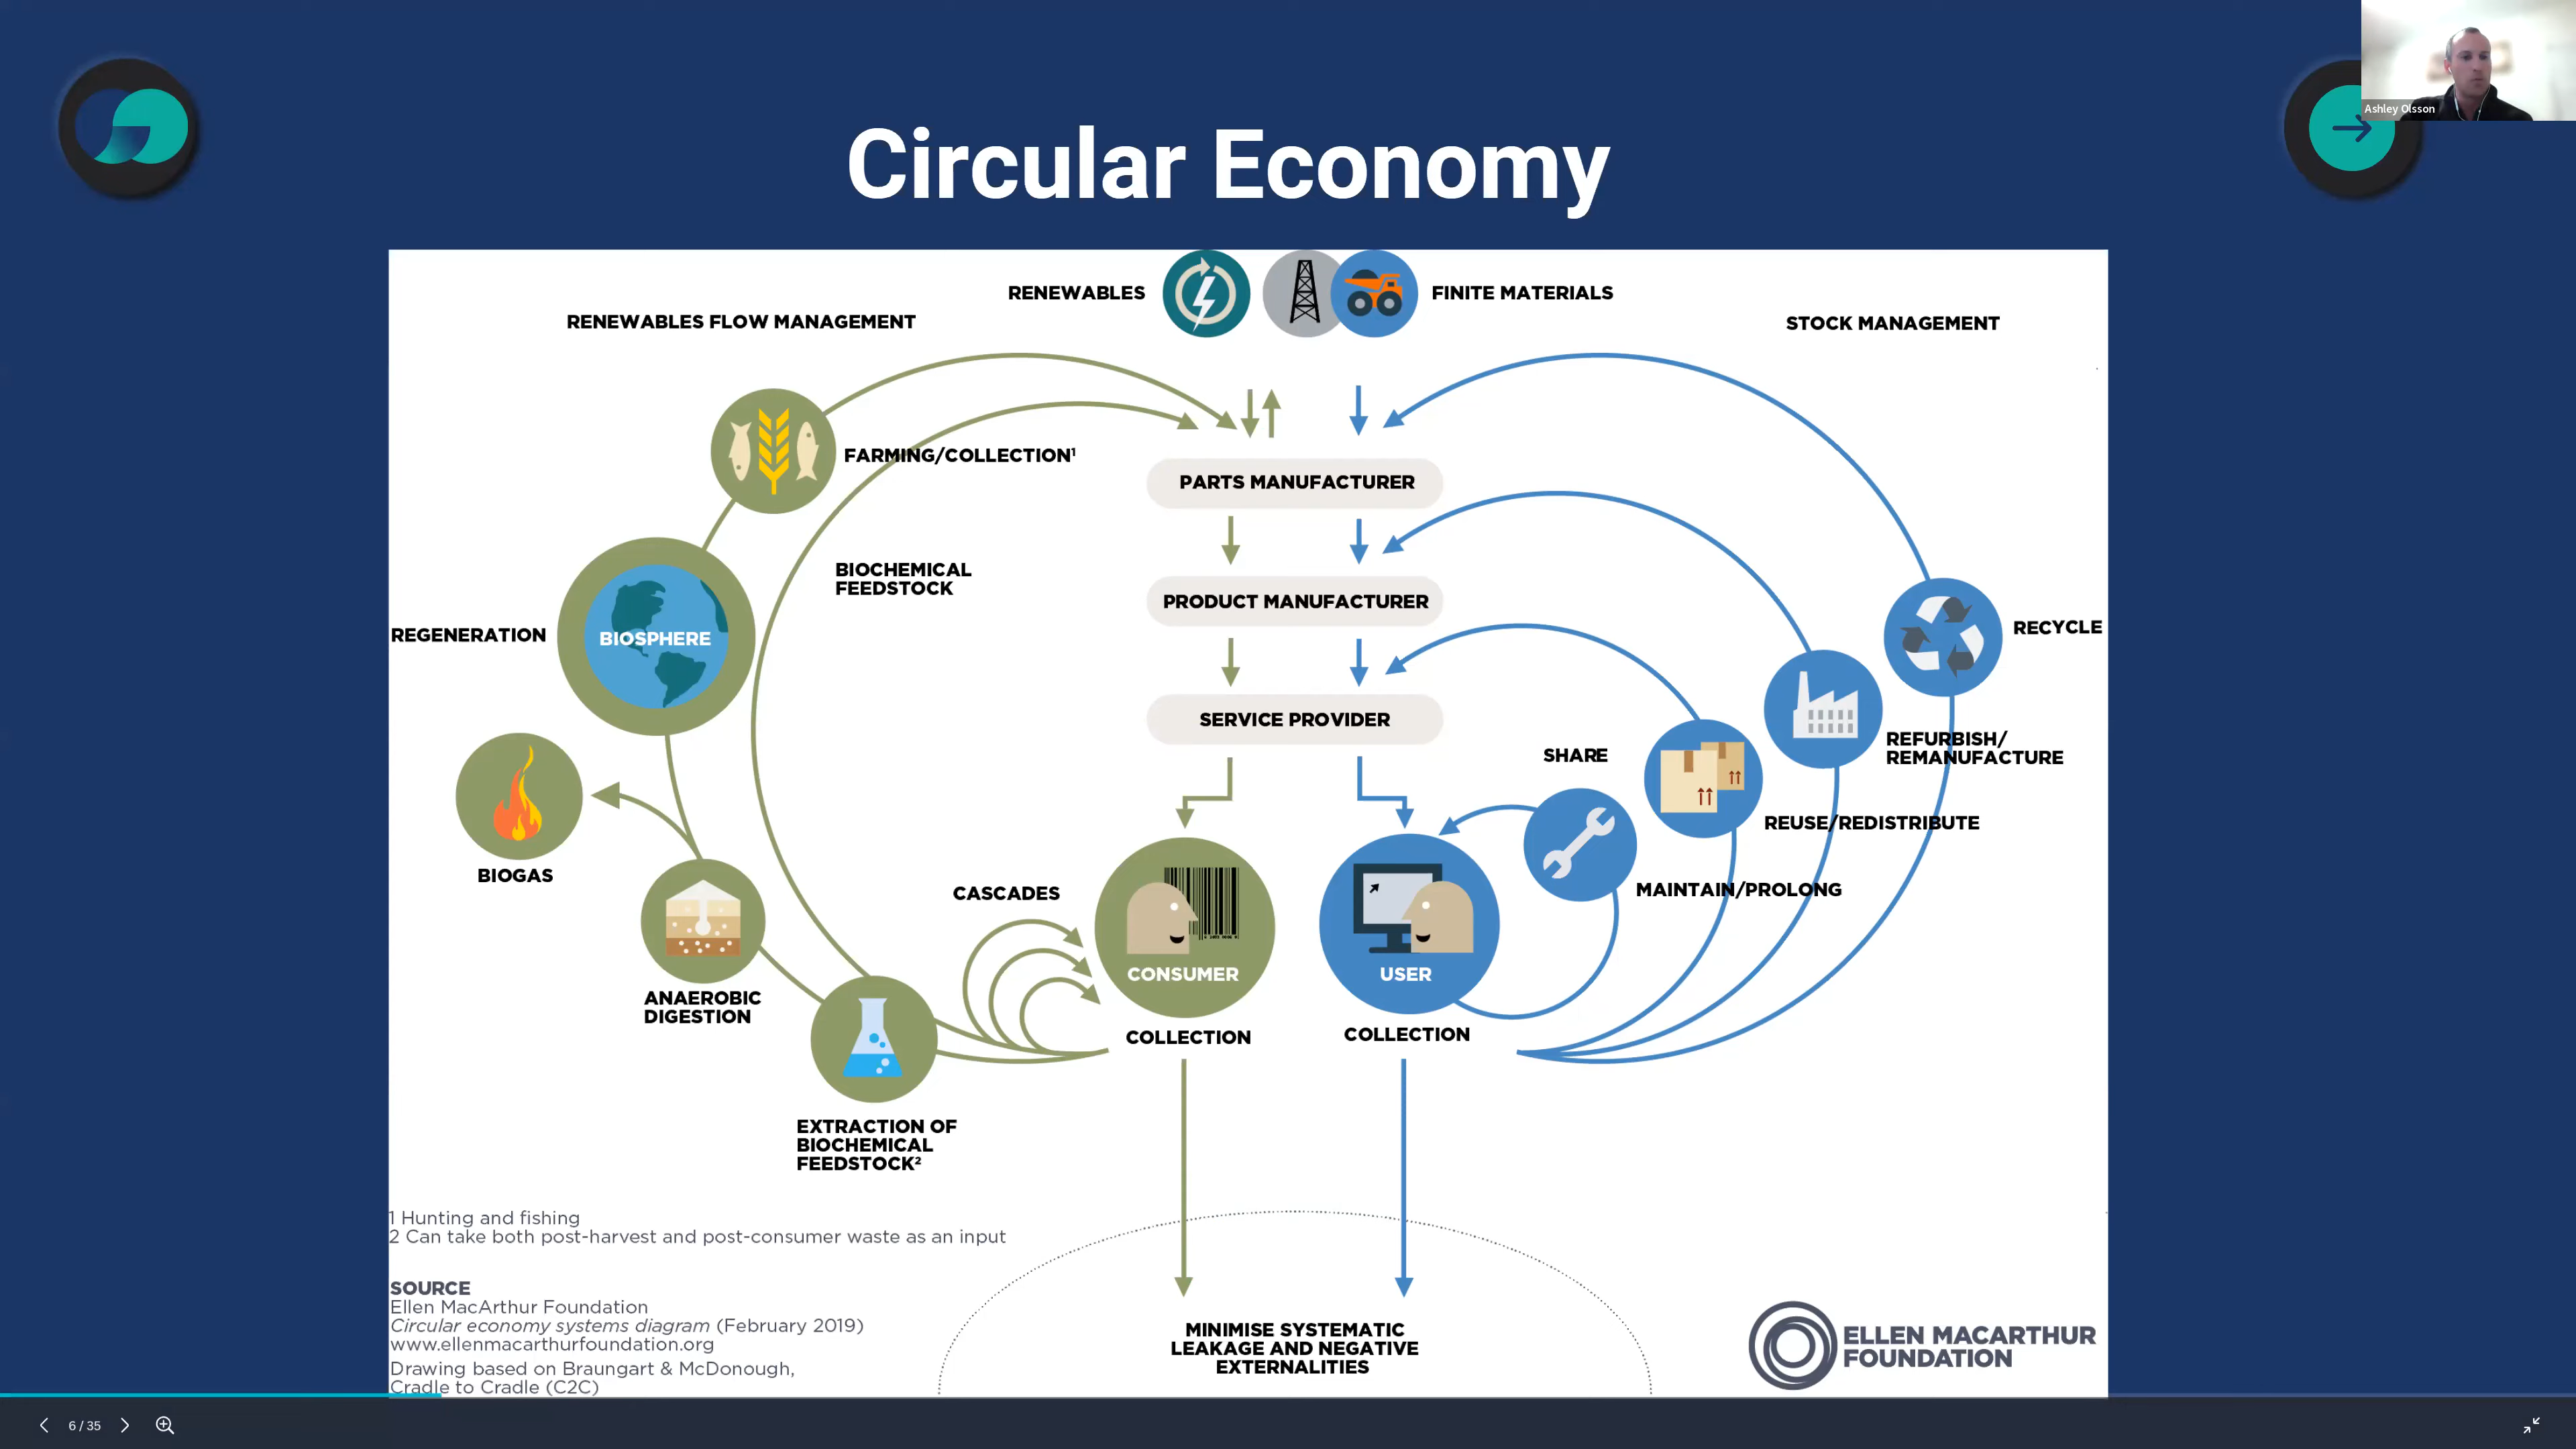 Ashley Olsson
Circular Economy
RENEWABLES
FINITE MATERIALS
RENEWABLES FLOW MANAGEMENT
STOCK MANAGEMENT
FARMING/COLLECTION¹
PARTS MANUFACTURER
BIOCHEMICAL
FEEDSTOCK
PRODUCT MANUFACTURER
REGENERATION
BIOSPHERE
RECYCLE
SERVICE PROVIDER
SHARE
REFURBISH/
REMANUFACTURE
REUSE/REDISTRIBUTE
BIOGAS
MAINTAIN/PROLONG
CASCADES
CONSUMER
USER
ANAEROBIC
DIGESTION
COLLECTION
COLLECTION
EXTRACTION OF
BIOCHEMICAL
FEEDSTOCK²
1 Hunting and fishing
2 Can take both post-harvest and post-consumer waste as an input
SOURCE
Ellen MacArthur Foundation
Circular economy systems diagram (February 2019)
www.ellenmacarthurfoundation.org
Drawing based on Braungart & McDonough,
Cradle to Cradle (C2C)
MINIMISE SYSTEMATIC
LEAKAGE AND NEGATIVE
EXTERNALITIES
ELLEN MACARTHUR
FOUNDATION
6 / 35